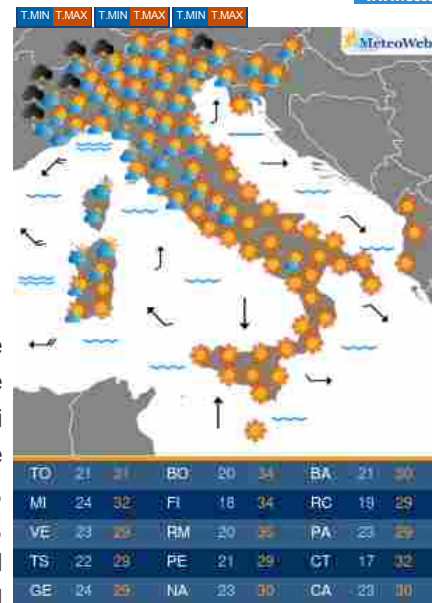 T.MIN T.MAX T.MIN T.MAX T.MIN T.MAX
MeteoWeb
TO 21 31 BO 20 34 BA 21 30
MI 24 32 FI 18 34 RC 19 29
VE 23 29 RM 20 35 PA 23 29
TS 22 29 PE 21 29 CT 17 32
GE 24 29 NA 23 30 CA 23 30